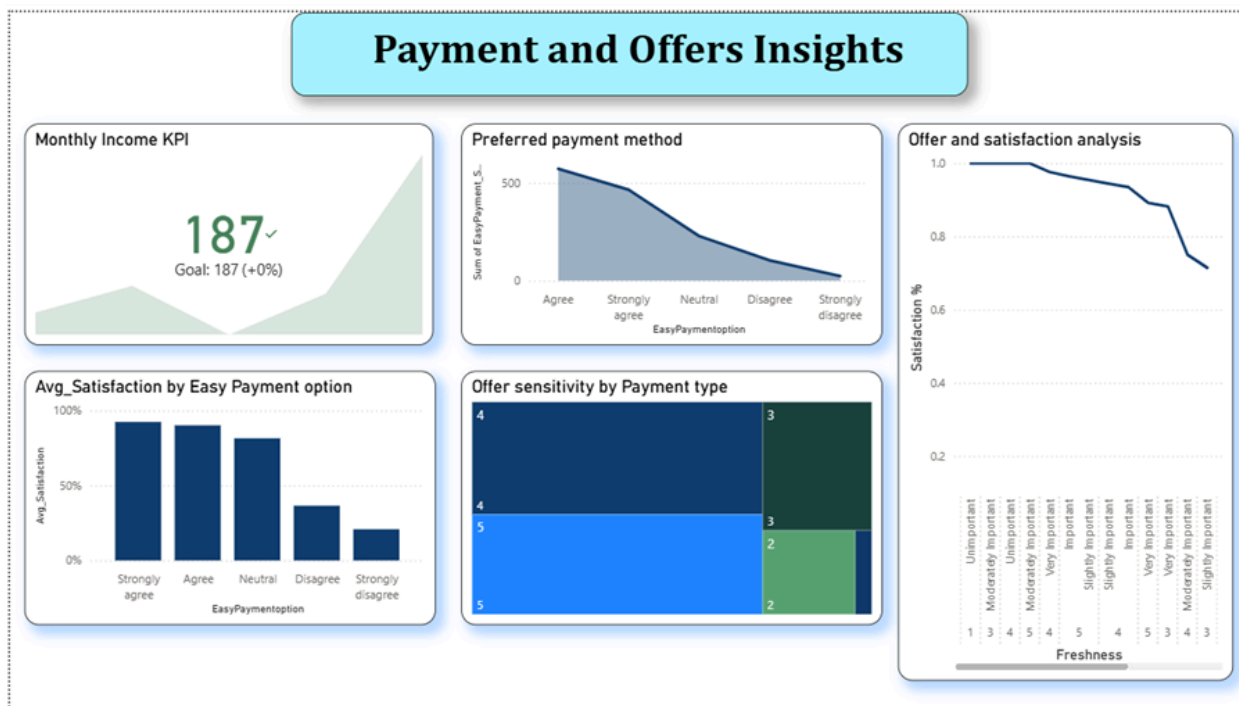 Payment and Offers Insights
Monthly Income KPI
187
Goal: 187 (+0%)
Preferred payment method
Sum of EasyPayment_S...
500
0
Agree
Strongly agree
Neutral
Disagree
Strongly disagree
EasyPaymentoption
Offer and satisfaction analysis
Satisfaction %
1.0
0.8
0.6
0.4
0.2
Unimportant
Moderately Important
Unimportant
Moderately Important
Very Important
Important
Slightly Important
Slightly Important
Important
Very Important
Very Important
Moderately Important
Slightly Important
1 3 4 5 4 5 4 5 3 4 3
Freshness
Avg_Satisfaction by Easy Payment option
Avg_Satisfaction
100%
50%
0%
Strongly agree
Agree
Neutral
Disagree
Strongly disagree
EasyPaymentoption
Offer sensitivity by Payment type
4
4
5
5
3
3
2
2